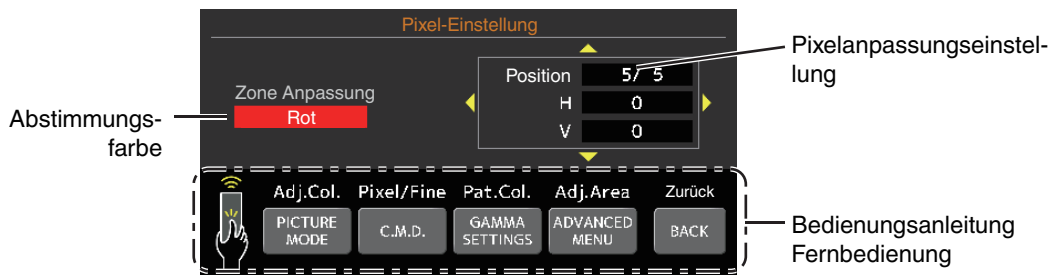 Pixel-Einstellung
Pixelanpassungseinstel-
lung
Position 5/ 5
Zone Anpassung
H 0
Rot
V 0
Abstimmungs-
farbe
Adj.Col. Pixel/Fine Pat.Col. Adj.Area Zurück
PICTURE MODE C.M.D. GAMMA SETTINGS ADVANCED MENU BACK
Bedienungsanleitung
Fernbedienung